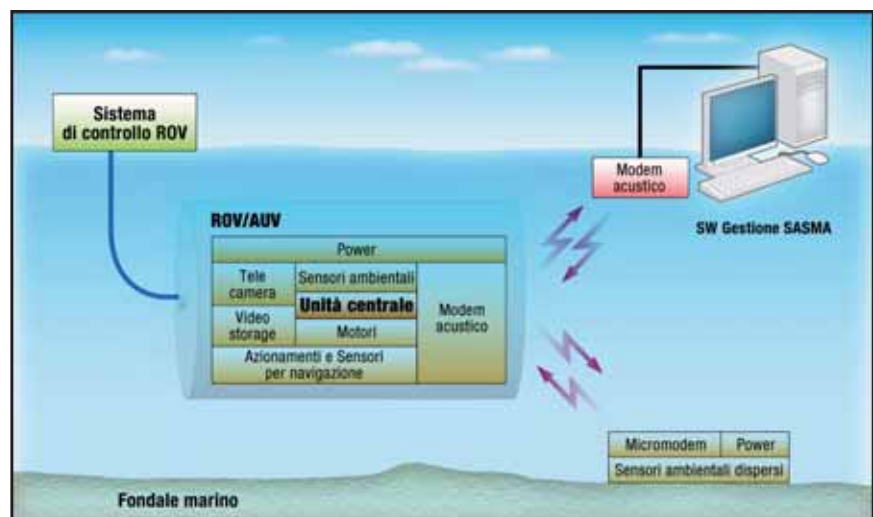 Sistema
di controllo ROV
Modem
acustico
SW Gestione SASMA
ROV/AUV
Power
Tele
camera
Sensori ambientali
Unità centrale
Video
storage
Motori
Modem
acustico
Azionamenti e Sensori
per navigazione
Micromodem
Power
Sensori ambientali dispersi
Fondale marino